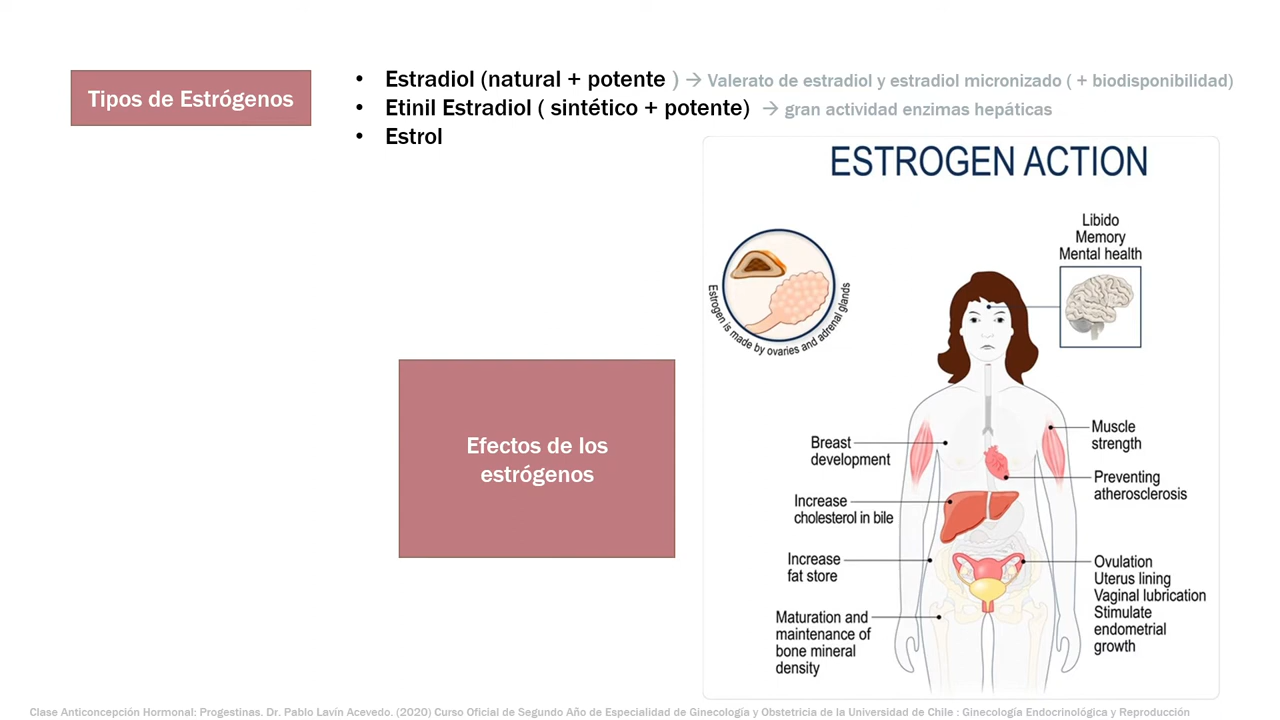 Tipos de Estrógenos
• Estradiol (natural + potente ) → Valerato de estradiol y estradiol micronizado ( + biodisponibilidad)
• Etinil Estradiol ( sintético + potente) → gran actividad enzimas hepáticas
• Estrol
ESTROGEN ACTION
Libido
Memory
Mental health
Estrogen is made by ovaries and adrenal glands
Efectos de los
estrógenos
Breast
development
Increase
cholesterol in bile
Increase
fat store
Maturation and
maintenance of
bone mineral
density
Muscle
strength
Preventing
atherosclerosis
Ovulation
Uterus lining
Vaginal lubrication
Stimulate
endometrial
growth
Clase Anticoncepción Hormonal: Progestinas. Dr. Pablo Lavín Acevedo. (2020) Curso Oficial de Segundo Año de Especialidad de Ginecología y Obstetricia de la Universidad de Chile : Ginecología Endocrinológica y Reproducción